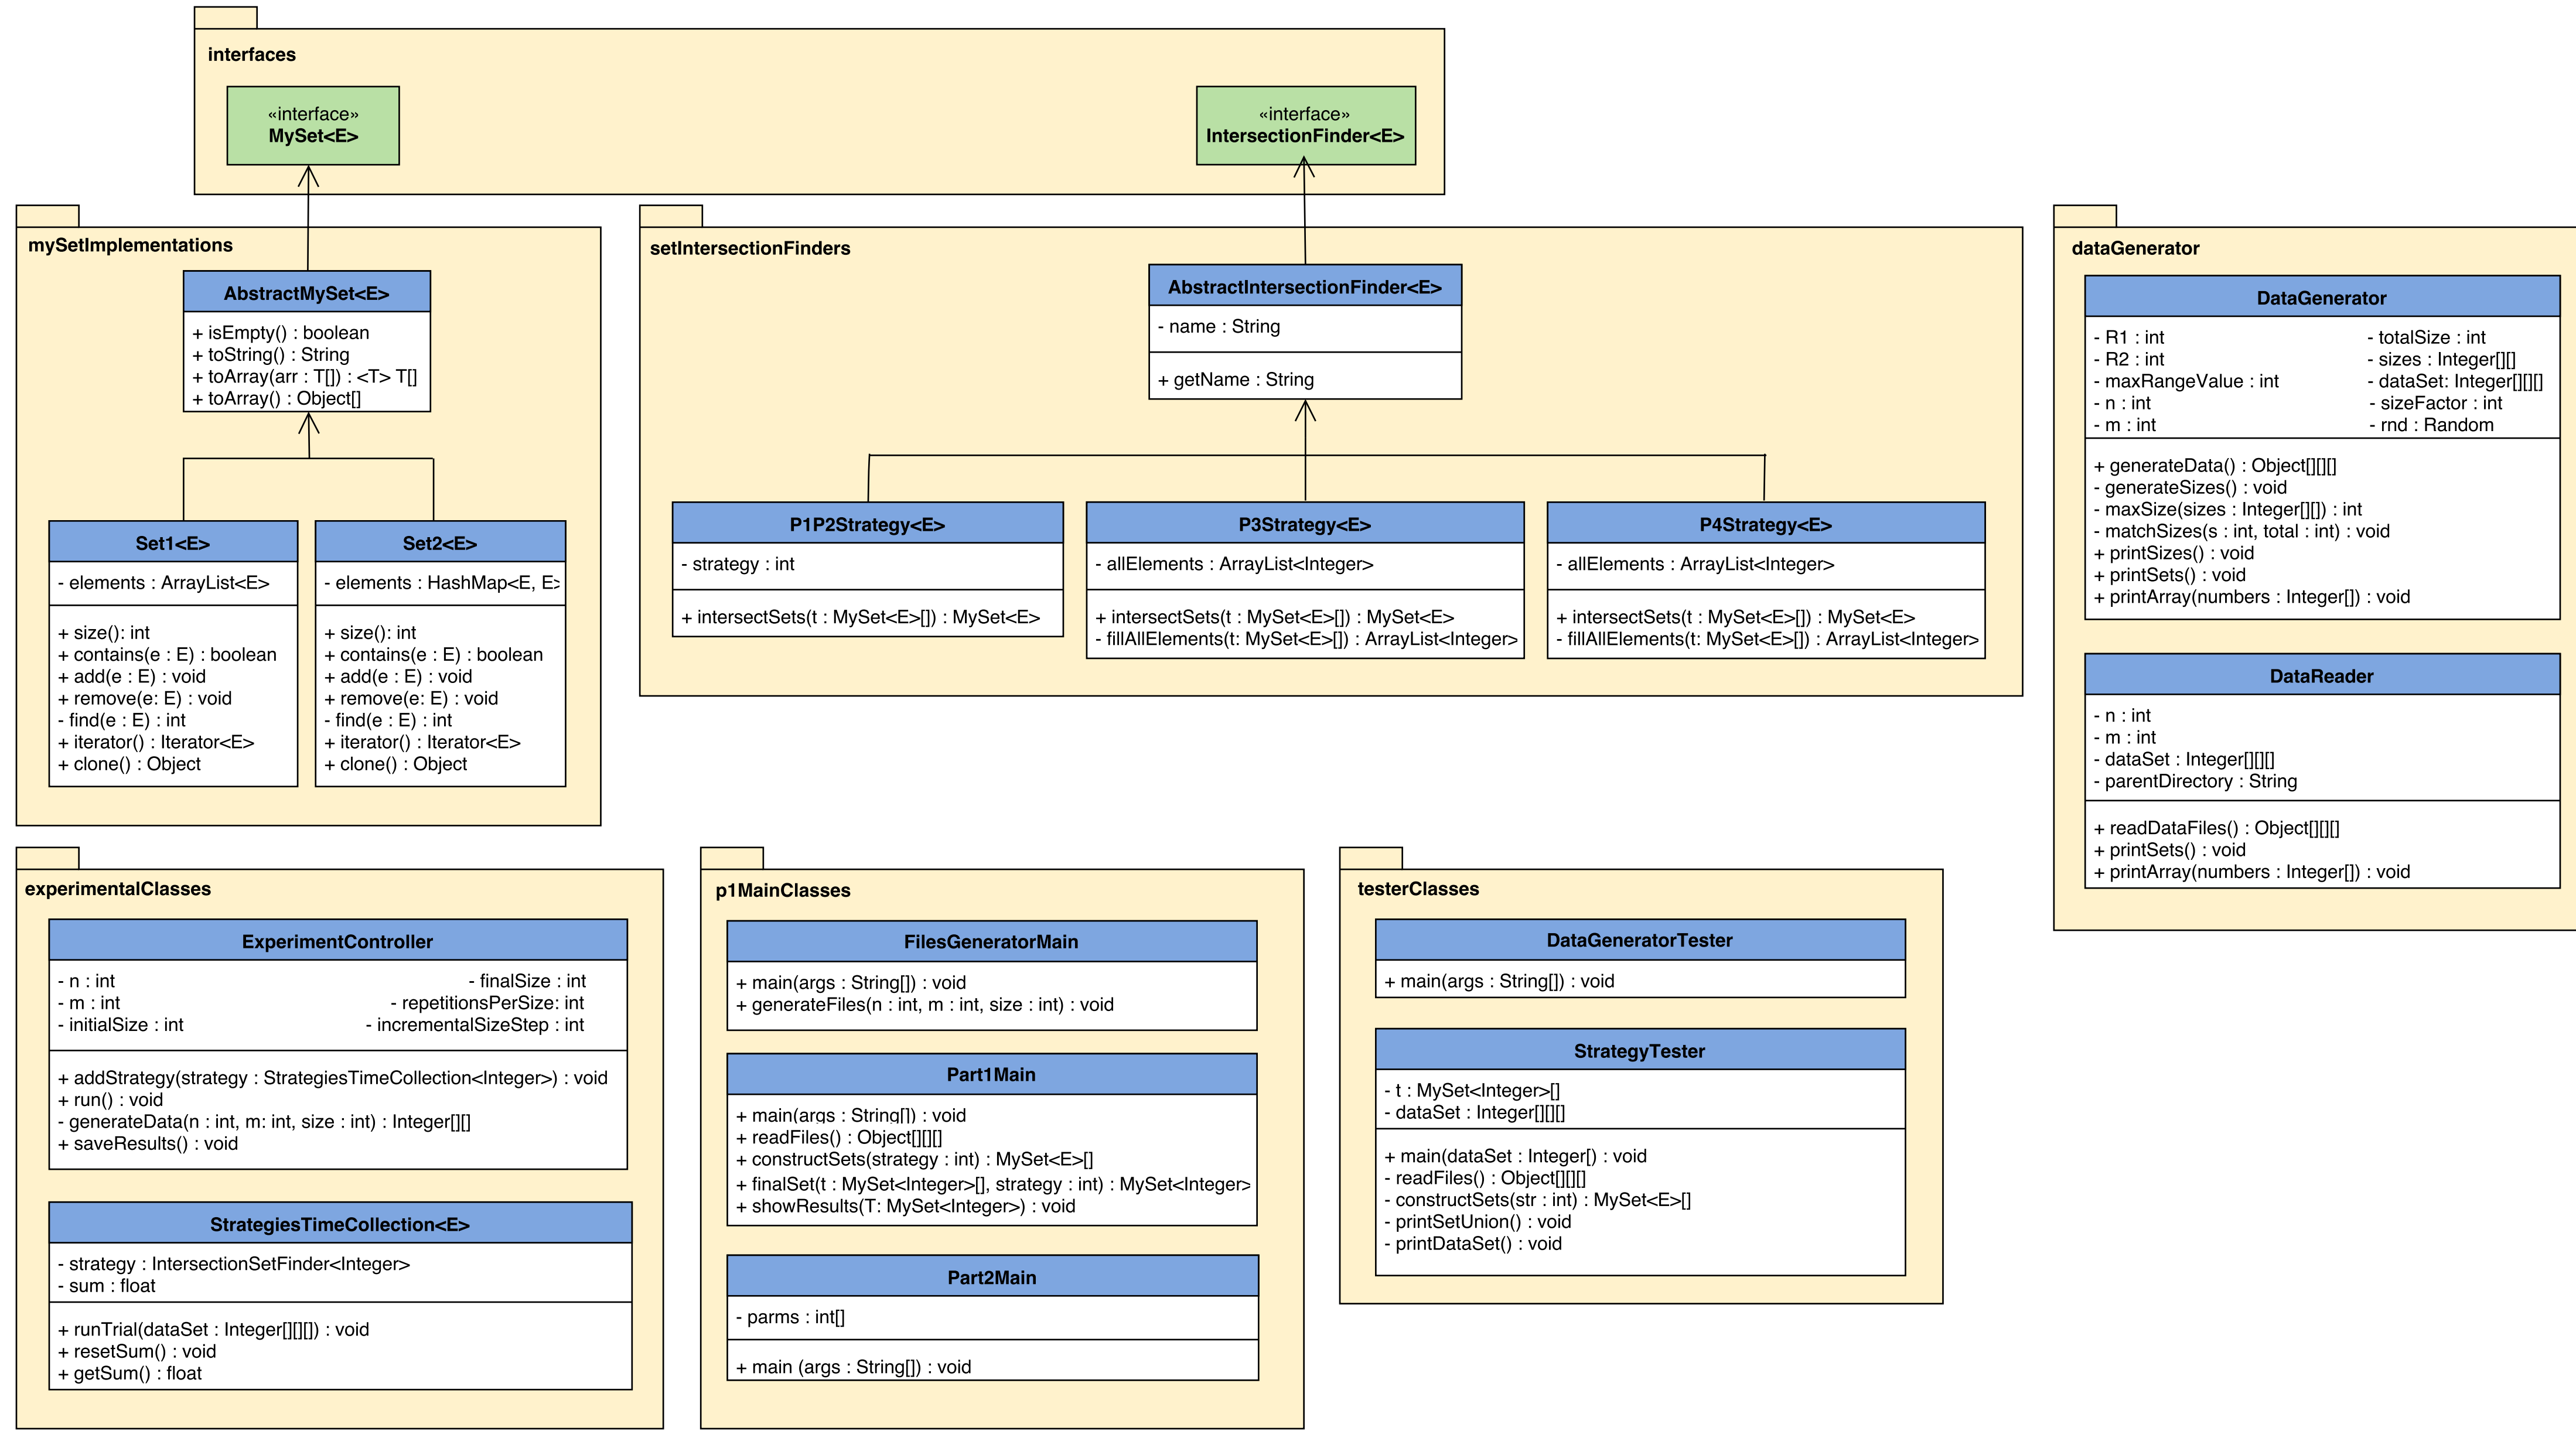 interfaces
«interface»
MySet<E>
«interface»
IntersectionFinder<E>
mySetImplementations
AbstractMySet<E>
+ isEmpty() : boolean
+ toString() : String
+ toArray(arr : T[]) : <T> T[]
+ toArray() : Object[]
Set1<E>
- elements : ArrayList<E>
+ size(): int
+ contains(e : E) : boolean
+ add(e : E) : void
+ remove(e: E) : void
- find(e : E) : int
+ iterator() : Iterator<E>
+ clone() : Object
Set2<E>
- elements : HashMap<E, E>
+ size(): int
+ contains(e : E) : boolean
+ add(e : E) : void
+ remove(e: E) : void
- find(e : E) : int
+ iterator() : Iterator<E>
+ clone() : Object
setIntersectionFinders
AbstractIntersectionFinder<E>
- name : String
+ getName : String
P1P2Strategy<E>
- strategy : int
+ intersectSets(t : MySet<E>[]) : MySet<E>
P3Strategy<E>
- allElements : ArrayList<Integer>
+ intersectSets(t : MySet<E>[]) : MySet<E>
- fillAllElements(t: MySet<E>[]) : ArrayList<Integer>
P4Strategy<E>
- allElements : ArrayList<Integer>
+ intersectSets(t : MySet<E>[]) : MySet<E>
- fillAllElements(t: MySet<E>[]) : ArrayList<Integer>
dataGenerator
DataGenerator
- R1 : int
- R2 : int
- maxRangeValue : int
- n : int
- m : int
- totalSize : int
- sizes : Integer[][]
- dataSet: Integer[][][]
- sizeFactor : int
- rnd : Random
+ generateData() : Object[][][]
- generateSizes() : void
- maxSize(sizes : Integer[][]) : int
- matchSizes(s : int, total : int) : void
+ printSizes() : void
+ printSets() : void
+ printArray(numbers : Integer[]) : void
DataReader
- n : int
- m : int
- dataSet : Integer[][][]
- parentDirectory : String
+ readDataFiles() : Object[][][]
+ printSets() : void
+ printArray(numbers : Integer[]) : void
experimentalClasses
ExperimentController
- n : int
- m : int
- initialSize : int
- finalSize : int
- repetitionsPerSize: int
- incrementalSizeStep : int
+ addStrategy(strategy : StrategiesTimeCollection<Integer>) : void
+ run() : void
- generateData(n : int, m: int, size : int) : Integer[][]
+ saveResults() : void
StrategiesTimeCollection<E>
- strategy : IntersectionSetFinder<Integer>
- sum : float
+ runTrial(dataSet : Integer[][][]) : void
+ resetSum() : void
+ getSum() : float
p1MainClasses
FilesGeneratorMain
+ main(args : String[]) : void
+ generateFiles(n : int, m : int, size : int) : void
Part1Main
+ main(args : String[]) : void
+ readFiles() : Object[][][]
+ constructSets(strategy : int) : MySet<E>[]
+ finalSet(t : MySet<Integer>[], strategy : int) : MySet<Integer>
+ showResults(T: MySet<Integer>) : void
Part2Main
- parms : int[]
+ main (args : String[]) : void
testerClasses
DataGeneratorTester
+ main(args : String[]) : void
StrategyTester
- t : MySet<Integer>[]
- dataSet : Integer[][][]
+ main(dataSet : Integer[) : void
- readFiles() : Object[][][]
- constructSets(str : int) : MySet<E>[]
- printSetUnion() : void
- printDataSet() : void